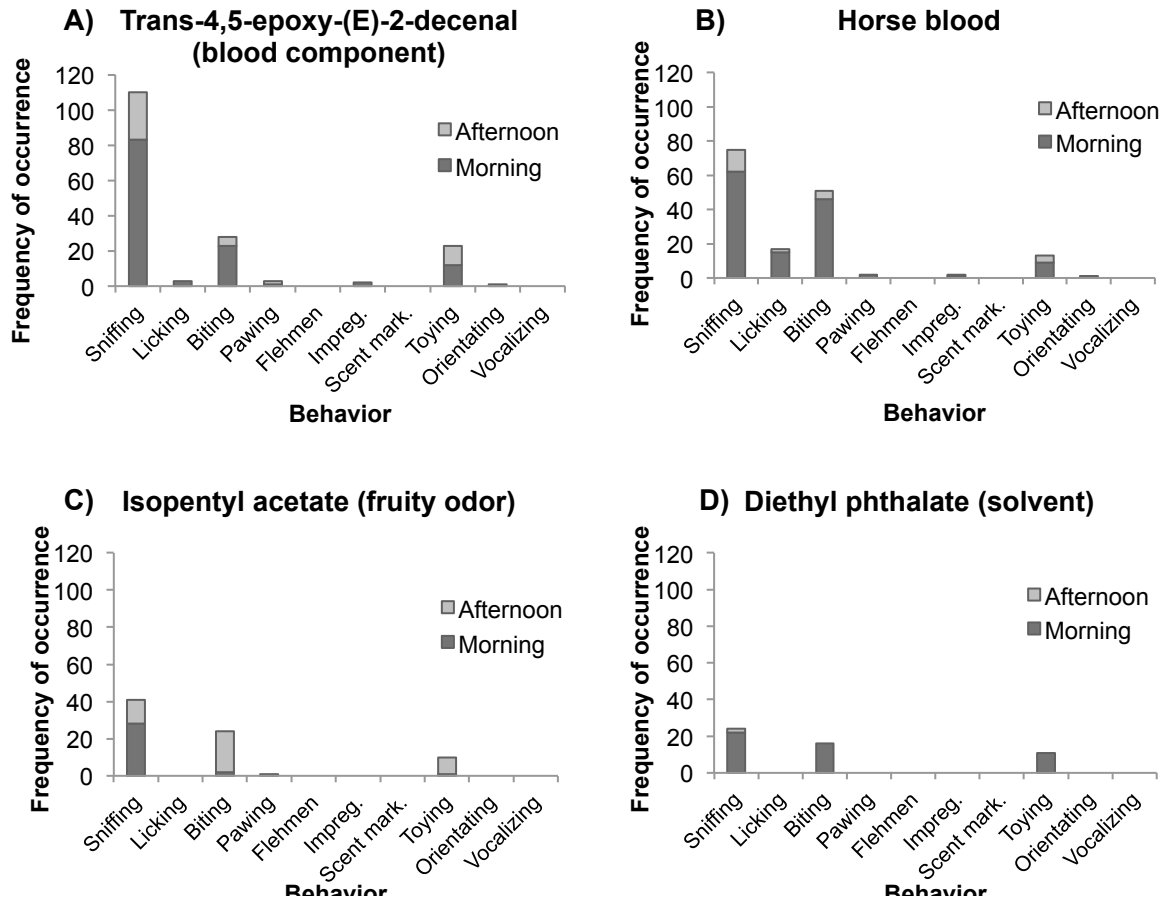 A) Trans-4,5-epoxy-(E)-2-decenal
(blood component)
Frequency of occurrence
120
100
80
60
40
20
0
Afternoon
Morning
Sniffing
Licking
Biting
Pawing
Flehmen
Impreg.
Scent mark.
Toying
Orientating
Vocalizing
Behavior
B) Horse blood
Frequency of occurrence
120
100
80
60
40
20
0
Afternoon
Morning
Sniffing
Licking
Biting
Pawing
Flehmen
Impreg.
Scent mark.
Toying
Orientating
Vocalizing
Behavior
C) Isopentyl acetate (fruity odor)
Frequency of occurrence
120
100
80
60
40
20
0
Afternoon
Morning
Sniffing
Licking
Biting
Pawing
Flehmen
Impreg.
Scent mark.
Toying
Orientating
Vocalizing
Behavior
D) Diethyl phthalate (solvent)
Frequency of occurrence
120
100
80
60
40
20
0
Afternoon
Morning
Sniffing
Licking
Biting
Pawing
Flehmen
Impreg.
Scent mark.
Toying
Orientating
Vocalizing
Behavior